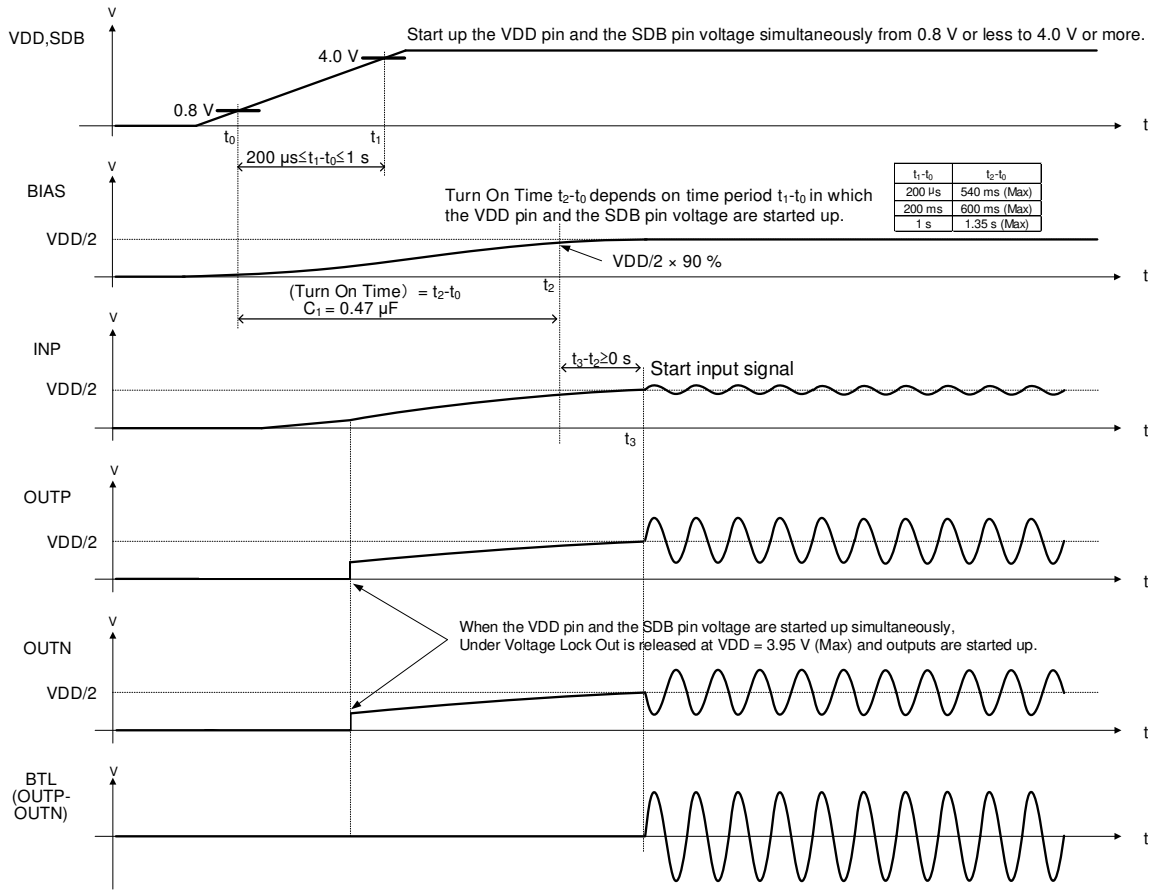 V
VDD,SDB
Start up the VDD pin and the SDB pin voltage simultaneously from 0.8 V or less to 4.0 V or more.
4.0 V
0.8 V
t
t₀
t₁
200 µs≤t₁-t₀≤1 s
V
BIAS
Turn On Time t₂-t₀ depends on time period t₁-t₀ in which
the VDD pin and the SDB pin voltage are started up.
t₁-t₀ t₂-t₀
200 µs 540 ms (Max)
200 ms 600 ms (Max)
1 s 1.35 s (Max)
VDD/2
VDD/2 × 90 %
t
t₂
(Turn On Time) = t₂-t₀
C₁ = 0.47 µF
V
INP
t₃-t₂≥0 s
Start input signal
VDD/2
t
t₃
V
OUTP
VDD/2
t
V
When the VDD pin and the SDB pin voltage are started up simultaneously,
Under Voltage Lock Out is released at VDD = 3.95 V (Max) and outputs are started up.
OUTN
VDD/2
t
V
BTL
(OUTP-
OUTN)
t